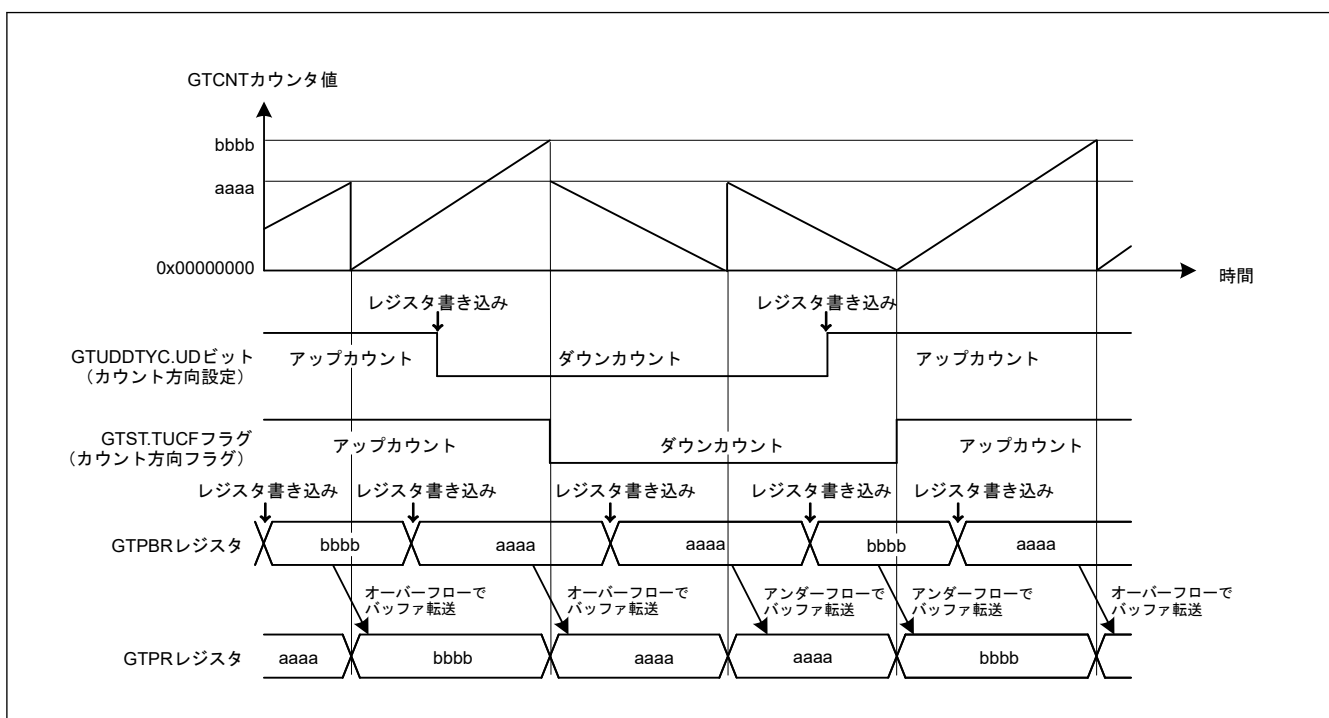 GTCNTカウンタ値
bbbb
aaaa
0x00000000
時間
レジスタ書き込み
レジスタ書き込み
GTUDDTYC.UDビット
（カウント方向設定）
アップカウント
ダウンカウント
アップカウント
GTST.TUCFフラグ
（カウント方向フラグ）
アップカウント
ダウンカウント
アップカウント
レジスタ書き込み
レジスタ書き込み
レジスタ書き込み
レジスタ書き込み
レジスタ書き込み
GTPBRレジスタ
bbbb
aaaa
aaaa
bbbb
aaaa
オーバーフローで
バッファ転送
オーバーフローで
バッファ転送
アンダーフローで
バッファ転送
アンダーフローで
バッファ転送
オーバーフローで
バッファ転送
GTPRレジスタ
aaaa
bbbb
aaaa
aaaa
bbbb